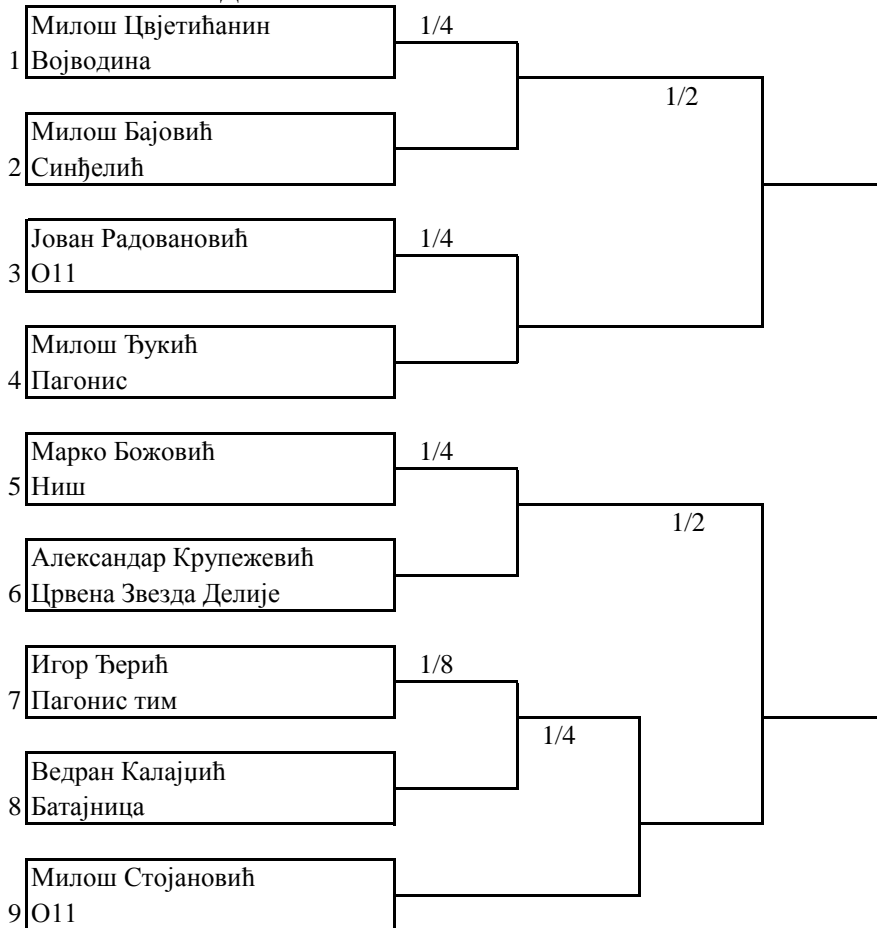 Милош Цвјетићанин
1/4
1 Војводина
1/2
Милош Бајовић
2 Синђелић
Јован Радовановић
1/4
3 О11
Милош Ђукић
4 Пагонис
Марко Божовић
1/4
5 Ниш
1/2
Александар Крупежевић
6 Црвена Звезда Делије
Игор Ђерић
1/8
7 Пагонис тим
1/4
Ведран Калајџић
8 Батајница
Милош Стојановић
9 О11